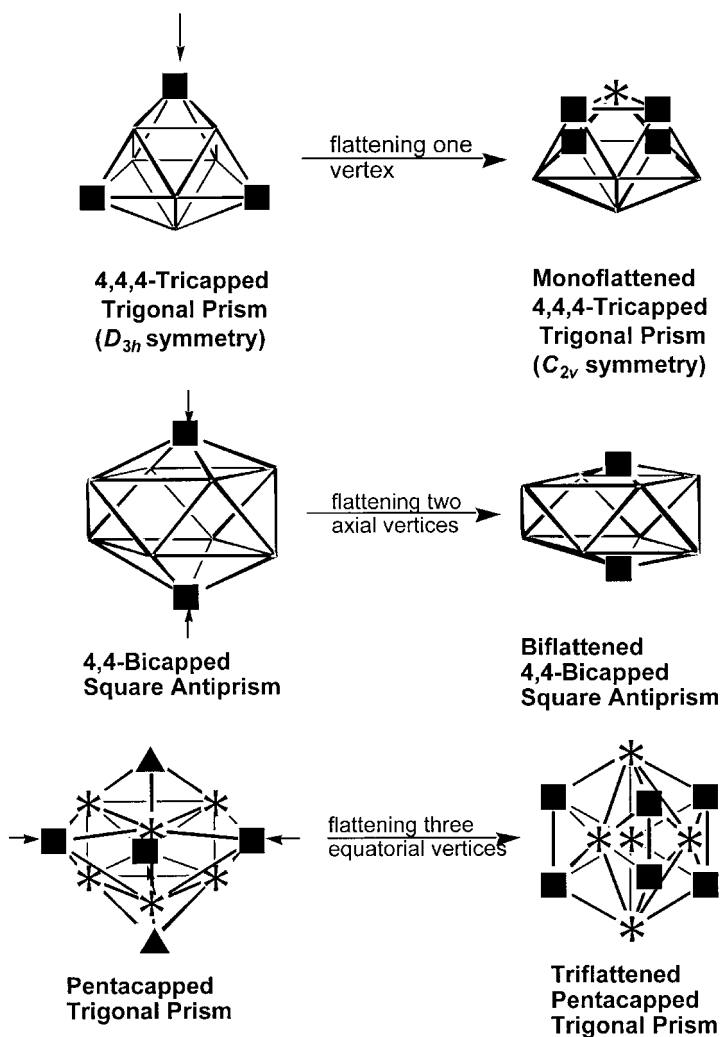 flattening one
vertex
4,4,4-Tricapped
Trigonal Prism
(D3h symmetry)
Monoflattened
4,4,4-Tricapped
Trigonal Prism
(C2v symmetry)
flattening two
axial vertices
4,4-Bicapped
Square Antiprism
Biflattened
4,4-Bicapped
Square Antiprism
flattening three
equatorial vertices
Pentacapped
Trigonal Prism
Triflattened
Pentacapped
Trigonal Prism